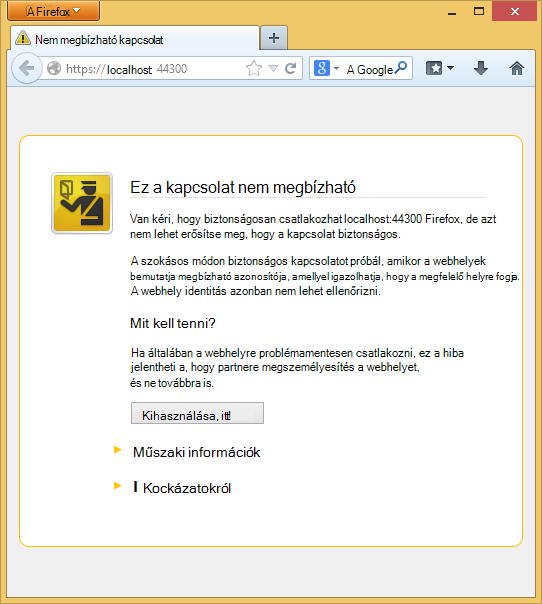 A Firefox
Nem megbízható kapcsolat
https://localhost 44300
A Google
Ez a kapcsolat nem megbízható
Van kéri, hogy biztonságosan csatlakozhat localhost:44300 Firefox, de azt
nem lehet erősítse meg, hogy a kapcsolat biztonságos.
A szokásos módon biztonságos kapcsolatot próbál, amikor a webhelyek
bemutatja megbízható azonosítója, amellyel igazolhatja, hogy a megfelelő helyre fogja.
A webhely identitás azonban nem lehet ellenőrizni.
Mit kell tenni?
Ha általában a webhelyre problémamentesen csatlakozni, ez a hiba
jelentheti a, hogy partnere megszemélyesítés a webhelyet,
és ne továbbra is.
Kihasználása, itt!
Műszaki információk
I Kockázatokról